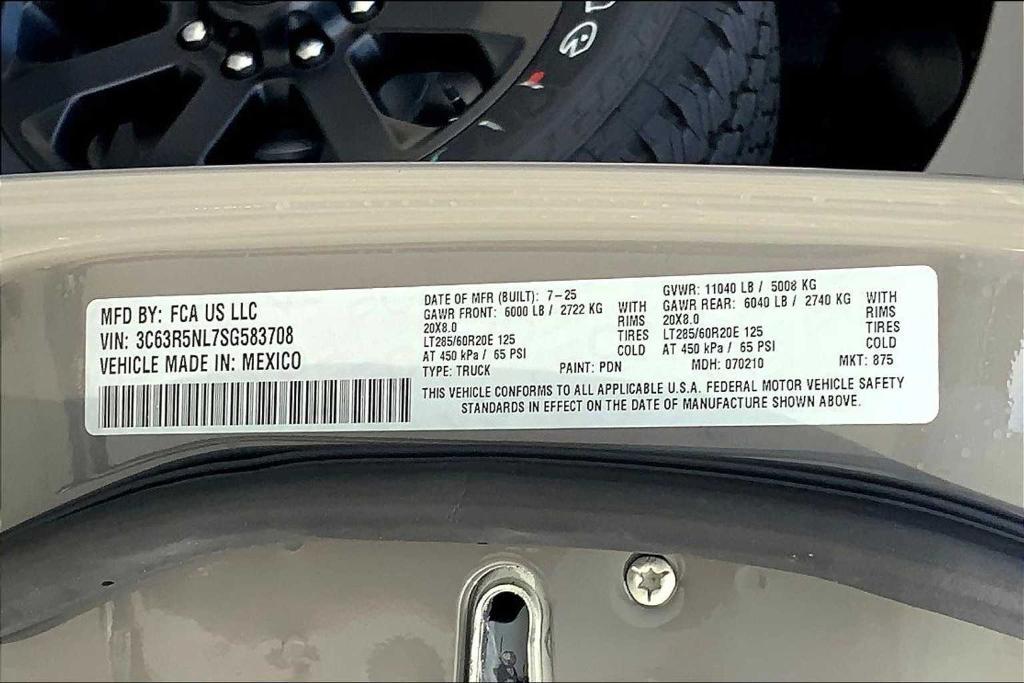 MFD BY: FCA US LLC
VIN: 3C63R5NL7SG583708
VEHICLE MADE IN: MEXICO
DATE OF MFR (BUILT): 7-25
GAWR FRONT: 6000 LB / 2722 KG WITH
20X8.0 RIMS
LT285/60R20E 125 TIRES
AT 450 kPa / 65 PSI COLD
TYPE: TRUCK PAINT: PDN
GVWR: 11040 LB / 5008 KG
GAWR REAR: 6040 LB / 2740 KG WITH
20X8.0 RIMS
LT285/60R20E 125 TIRES
AT 450 kPa / 65 PSI COLD
MDH: 070210 MKT: 875
THIS VEHICLE CONFORMS TO ALL APPLICABLE U.S.A. FEDERAL MOTOR VEHICLE SAFETY
STANDARDS IN EFFECT ON THE DATE OF MANUFACTURE SHOWN ABOVE.